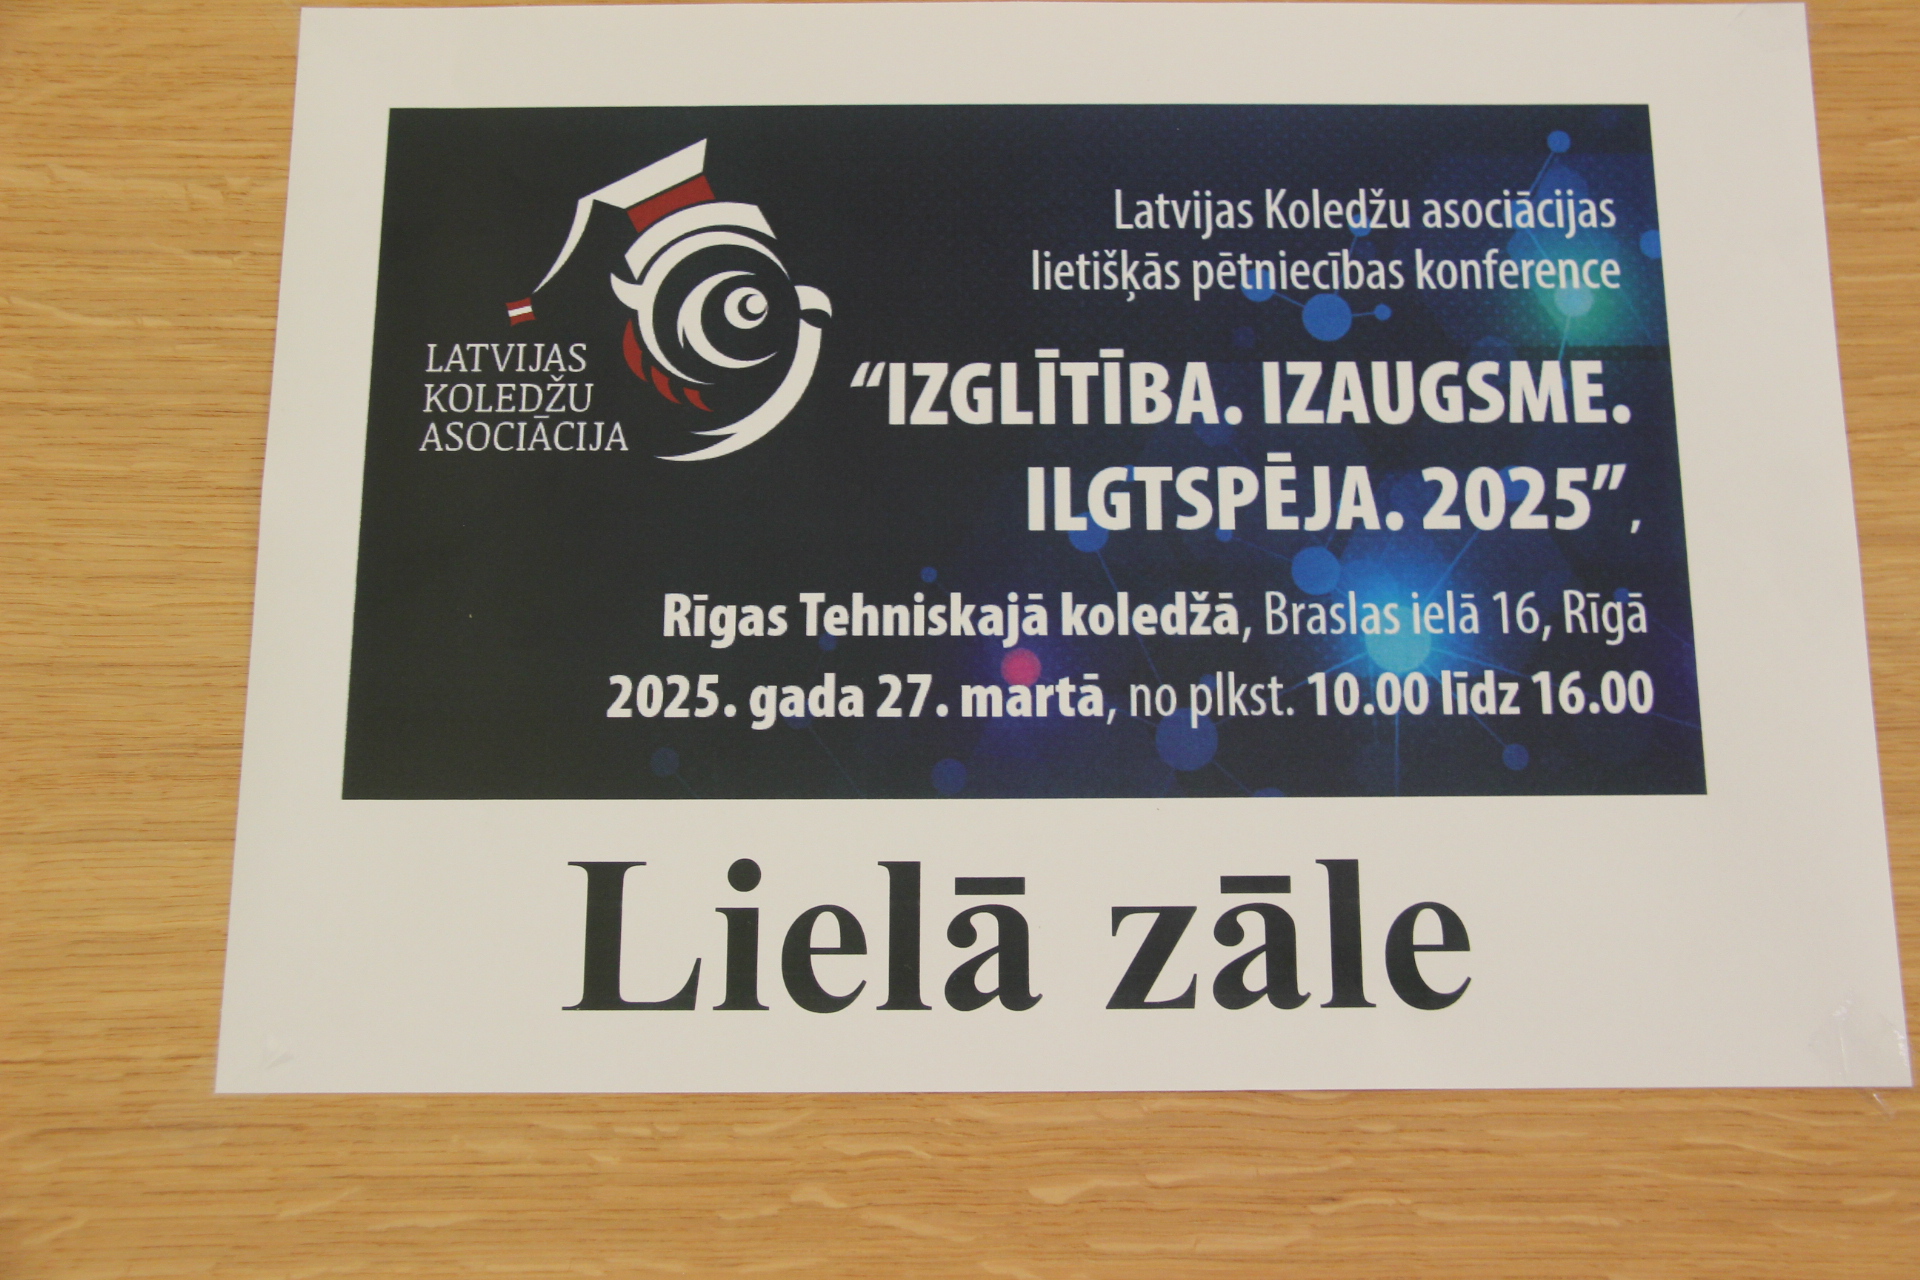 LATVIJAS
KOLEDŽU
ASOCIĀCIJA
Latvijas Koledžu asociācijas
lietišķās pētniecības konference
“IZGLĪTĪBA. IZAUGSME.
ILGTSPĒJA. 2025”,
Rīgas Tehniskajā koledžā, Braslas ielā 16, Rīgā
2025. gada 27. martā, no plkst. 10.00 līdz 16.00
Lielā zāle